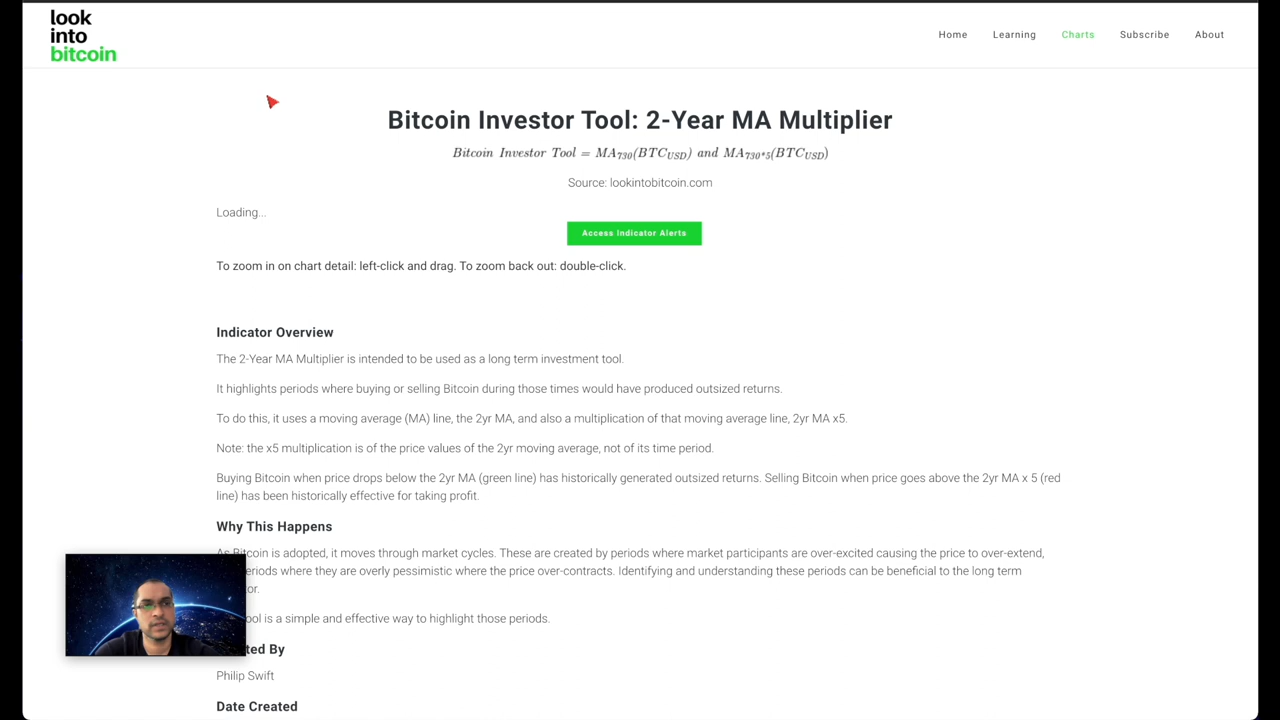 look
into
bitcoin
Home Learning Charts Subscribe About
Bitcoin Investor Tool: 2-Year MA Multiplier
Bitcoin Investor Tool = MA730(BTCUSD) and MA730*5(BTCUSD)
Source: lookintobitcoin.com
Loading...
Access Indicator Alerts
To zoom in on chart detail: left-click and drag. To zoom back out: double-click.
Indicator Overview
The 2-Year MA Multiplier is intended to be used as a long term investment tool.
It highlights periods where buying or selling Bitcoin during those times would have produced outsized returns.
To do this, it uses a moving average (MA) line, the 2yr MA, and also a multiplication of that moving average line, 2yr MA x5.
Note: the x5 multiplication is of the price values of the 2yr moving average, not of its time period.
Buying Bitcoin when price drops below the 2yr MA (green line) has historically generated outsized returns. Selling Bitcoin when price goes above the 2yr MA x 5 (red
line) has been historically effective for taking profit.
Why This Happens
As Bitcoin is adopted, it moves through market cycles. These are created by periods where market participants are over-excited causing the price to over-extend,
where they are overly pessimistic where the price over-contracts. Identifying and understanding these periods can be beneficial to the long term
is a simple and effective way to highlight those periods.
By
Philip Swift
Date Created